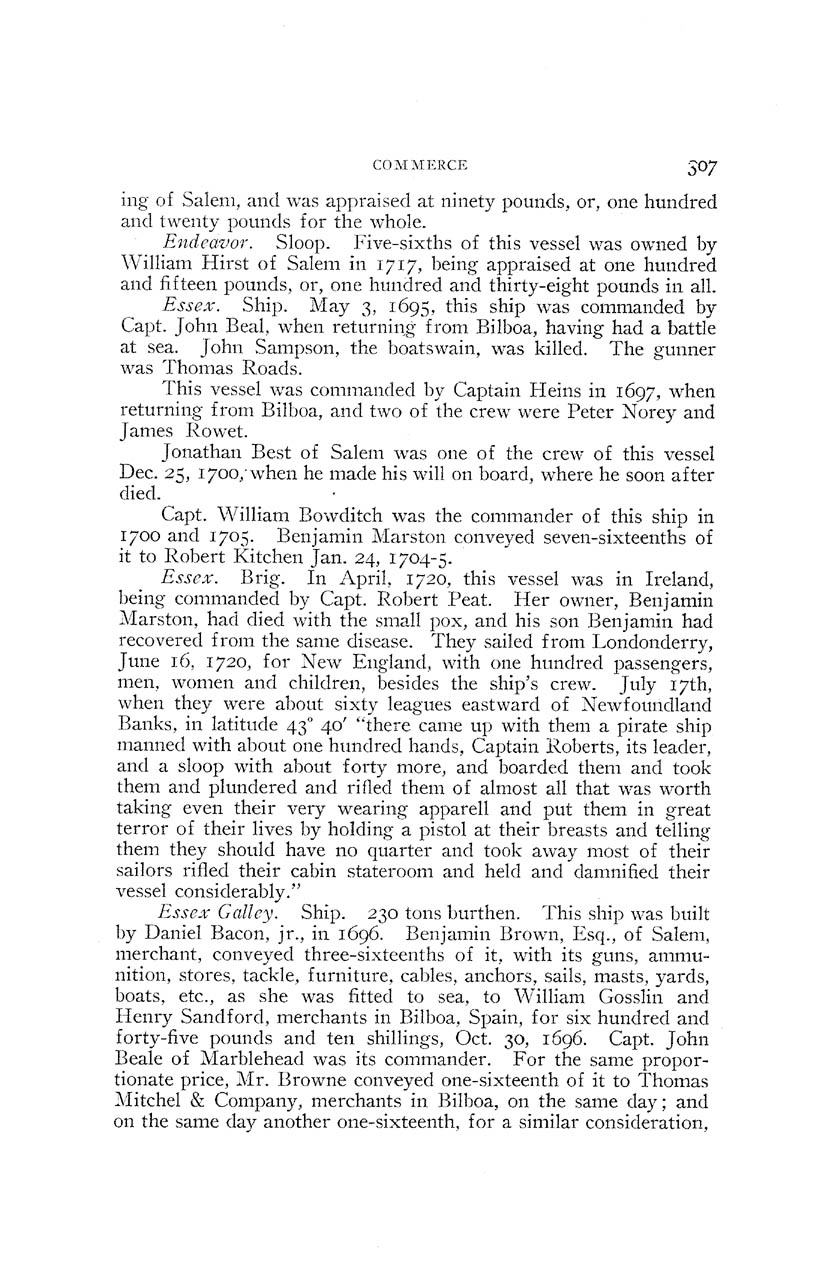 COMMERCE 307
ing of Salem, and was appraised at ninety pounds, or, one hundred
and twenty pounds for the whole.
Endeavor. Sloop. Five-sixths of this vessel was owned by
William Hirst of Salem in 1717, being appraised at one hundred
and fifteen pounds, or, one hundred and thirty-eight pounds in all.
Essex. Ship. May 3, 1695, this ship was commanded by
Capt. John Beal, when returning from Bilboa, having had a battle
at sea. John Sampson, the boatswain, was killed. The gunner
was Thomas Roads.
This vessel was commanded by Captain Heins in 1697, when
returning from Bilboa, and two of the crew were Peter Norey and
James Rowet.
Jonathan Best of Salem was one of the crew of this vessel
Dec. 25, 1700, when he made his will on board, where he soon after
died.
Capt. William Bowditch was the commander of this ship in
1700 and 1705. Benjamin Marston conveyed seven-sixteenths of
it to Robert Kitchen Jan. 24, 1704-5.
Essex. Brig. In April, 1720, this vessel was in Ireland,
being commanded by Capt. Robert Peat. Her owner, Benjamin
Marston, had died with the small pox, and his son Benjamin had
recovered from the same disease. They sailed from Londonderry,
June 16, 1720, for New England, with one hundred passengers,
men, women and children, besides the ship's crew. July 17th,
when they were about sixty leagues eastward of Newfoundland
Banks, in latitude 43° 40′ “there came up with them a pirate ship
manned with about one hundred hands, Captain Roberts, its leader,
and a sloop with about forty more, and boarded them and took
them and plundered and rifled them of almost all that was worth
taking even their very wearing apparell and put them in great
terror of their lives by holding a pistol at their breasts and telling
them they should have no quarter and took away most of their
sailors rifled their cabin stateroom and held and damnified their
vessel considerably.”
Essex Galley. Ship. 230 tons burthen. This ship was built
by Daniel Bacon, jr., in 1696. Benjamin Brown, Esq., of Salem,
merchant, conveyed three-sixteenths of it, with its guns, ammu-
nition, stores, tackle, furniture, cables, anchors, sails, masts, yards,
boats, etc., as she was fitted to sea, to William Gosslin and
Henry Sandford, merchants in Bilboa, Spain, for six hundred and
forty-five pounds and ten shillings, Oct. 30, 1696. Capt. John
Beale of Marblehead was its commander. For the same propor-
tionate price, Mr. Browne conveyed one-sixteenth of it to Thomas
Mitchel & Company, merchants in Bilboa, on the same day; and
on the same day another one-sixteenth, for a similar consideration,